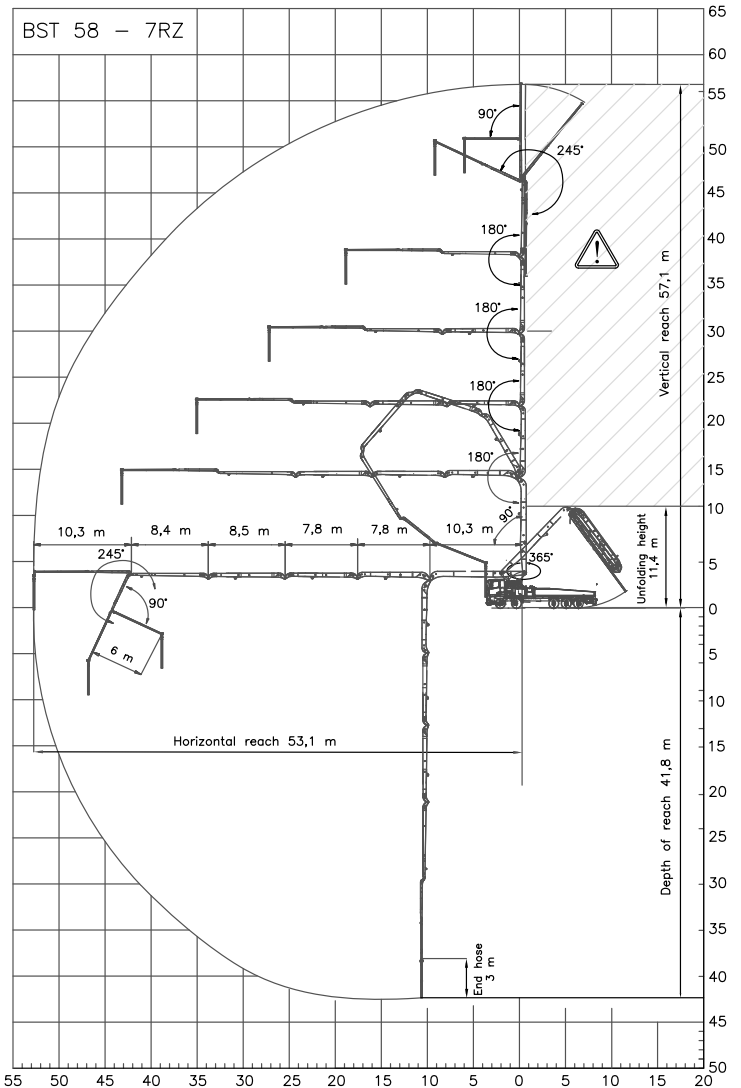 BST 58 – 7RZ
65
60
55
50
45
40
35
30
25
20
15
10
5
0
5
10
15
20
25
30
35
40
45
50
90°
245°
180°
180°
180°
180°
90°
365°
Vertical reach 57,1 m
Unfolding height
11,4 m
10,3 m
8,4 m
8,5 m
7,8 m
7,8 m
10,3 m
245°
90°
6 m
Horizontal reach 53,1 m
Depth of reach 41,8 m
End hose
3 m
55 50 45 40 35 30 25 20 15 10 5 0 5 10 15 20
!